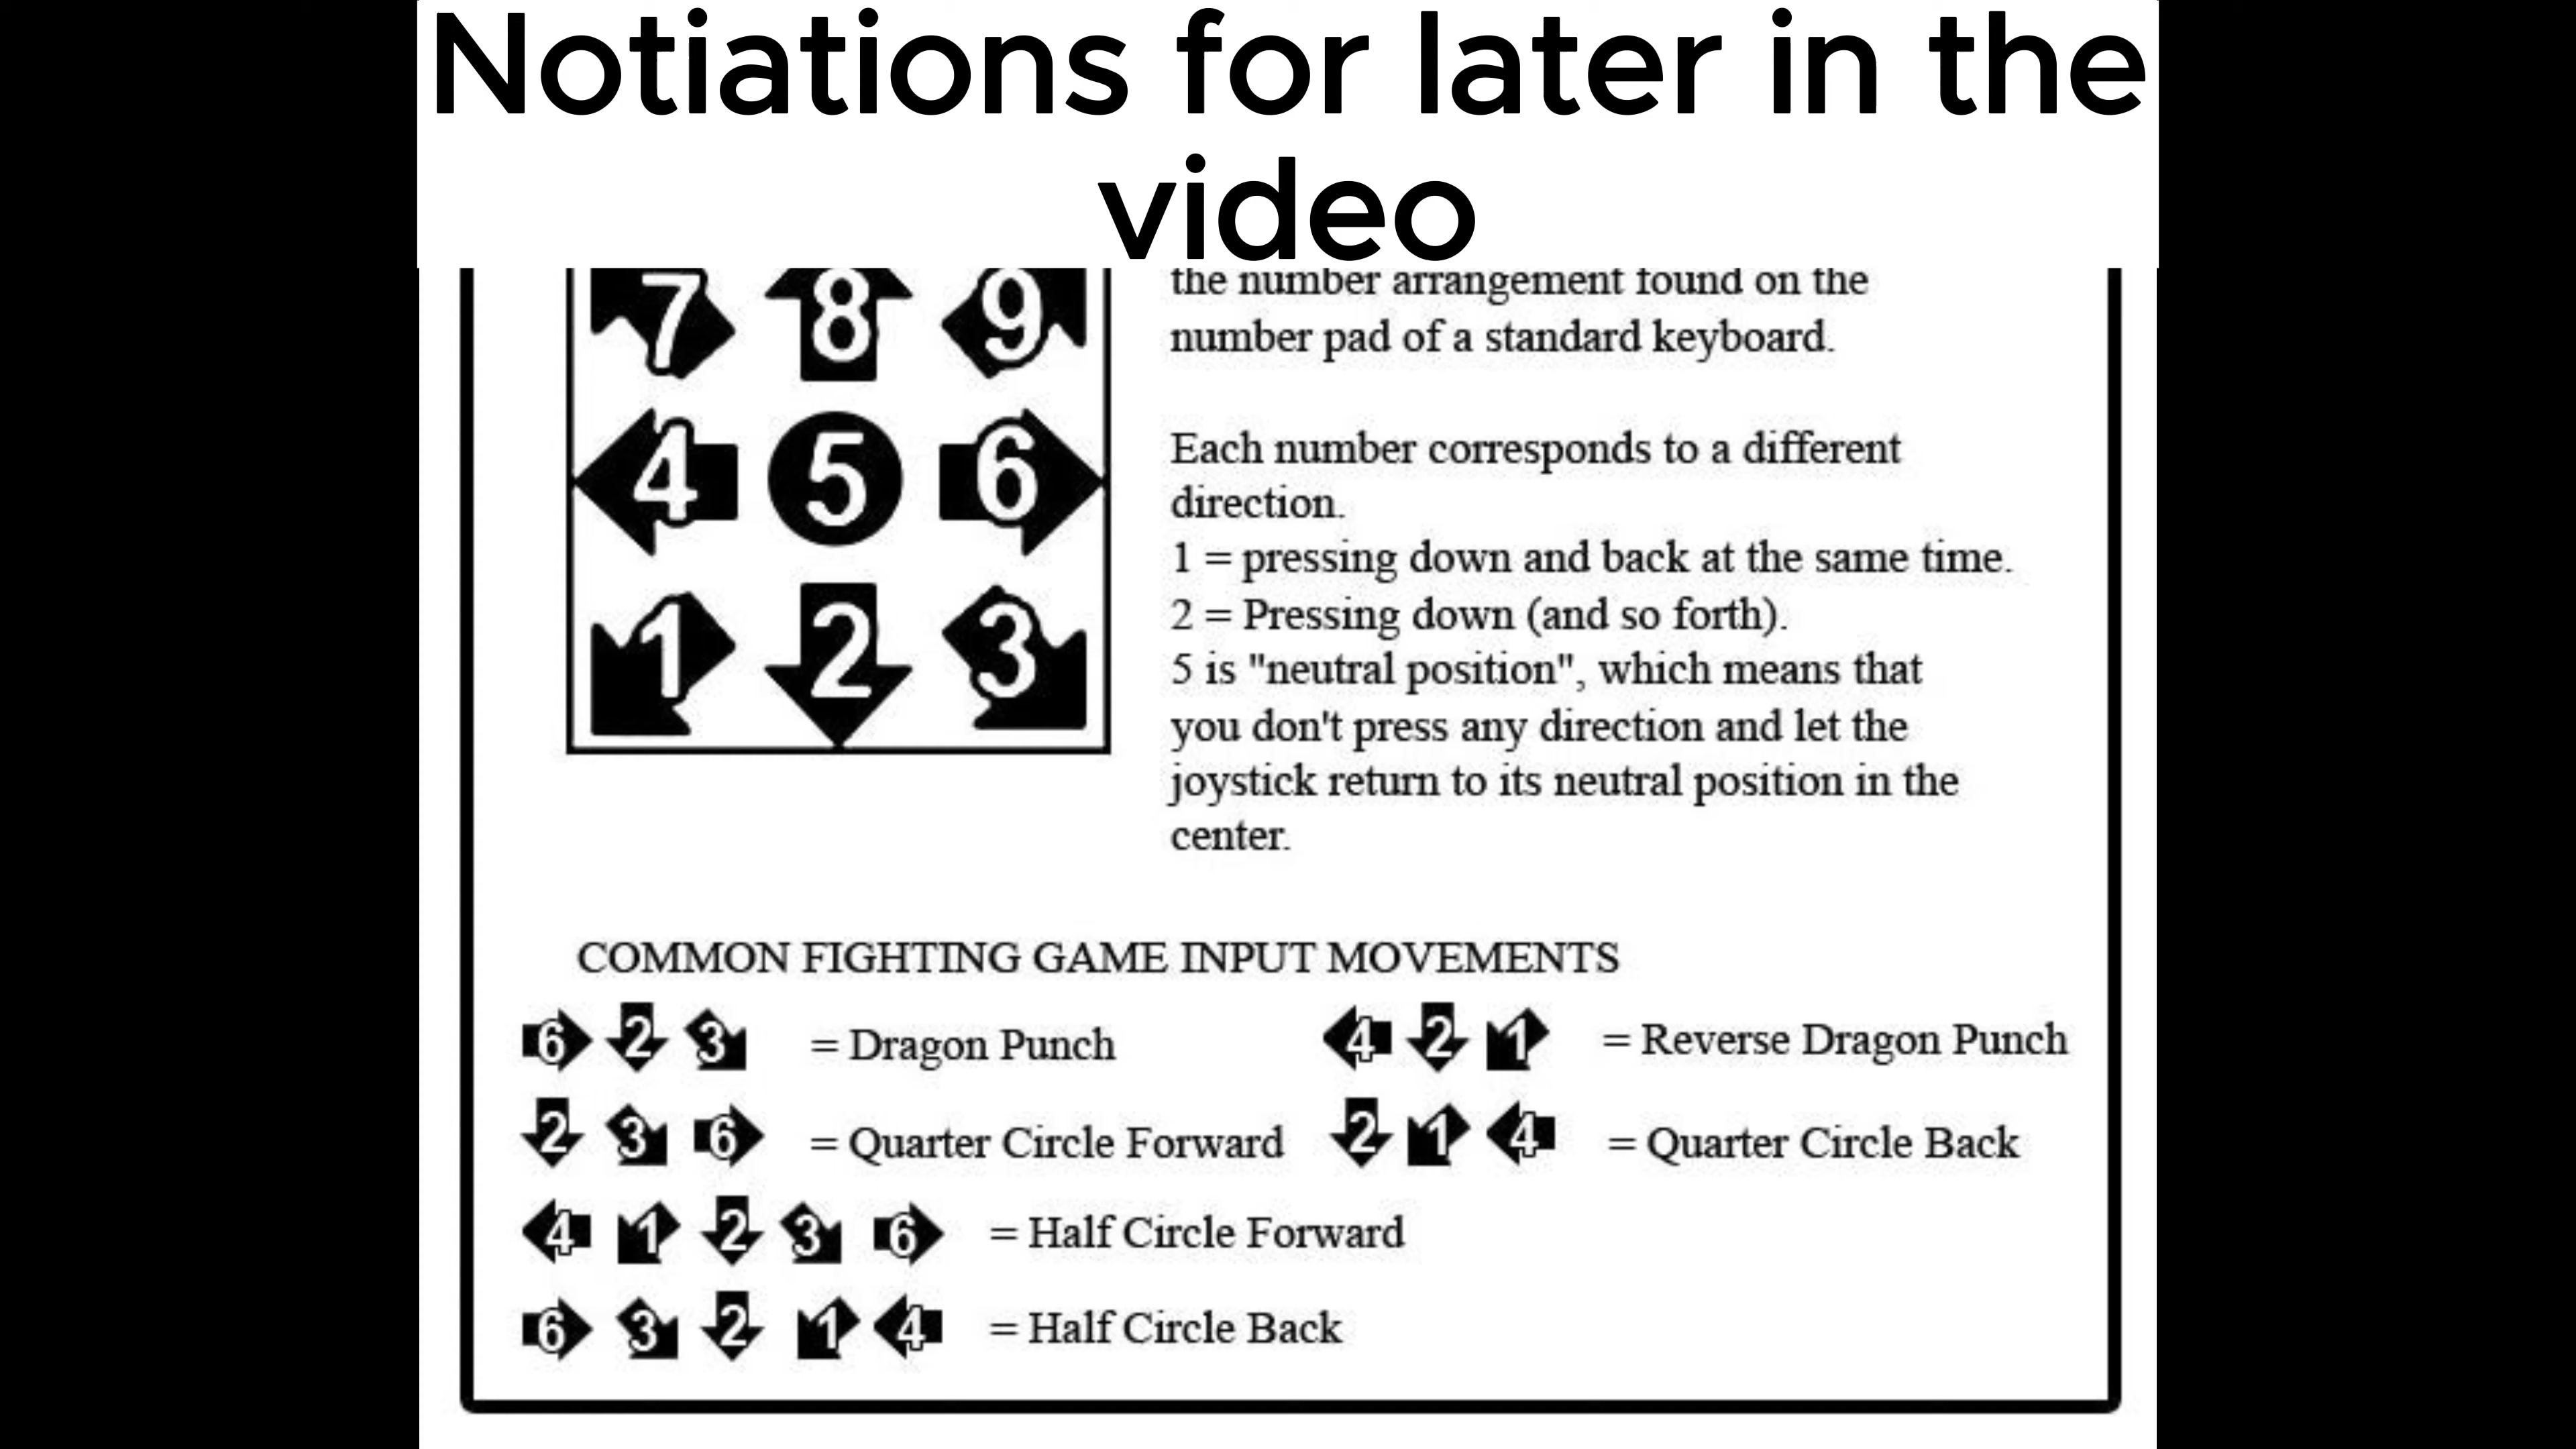 Notiations for later in the
video
7 8 9
the number arrangement found on the
number pad of a standard keyboard.
4 5 6
Each number corresponds to a different
direction.
1 = pressing down and back at the same time.
1 2 3
2 = Pressing down (and so forth).
5 is "neutral position", which means that
you don't press any direction and let the
joystick return to its neutral position in the
center.
COMMON FIGHTING GAME INPUT MOVEMENTS
6 2 3 = Dragon Punch
4 2 1 = Reverse Dragon Punch
2 3 6 = Quarter Circle Forward
2 1 4 = Quarter Circle Back
4 1 2 3 6 = Half Circle Forward
6 3 2 1 4 = Half Circle Back